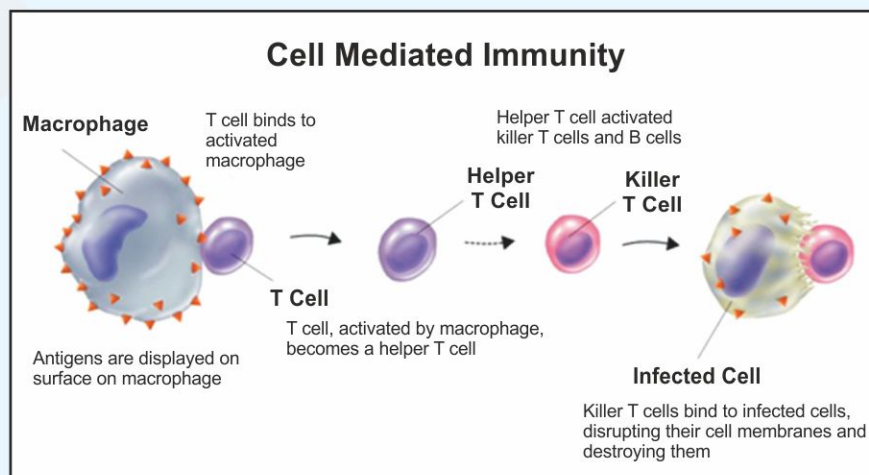 Cell Mediated Immunity
Macrophage
T cell binds to
activated
macrophage
Helper T cell activated
killer T cells and B cells
Helper
T Cell
Killer
T Cell
T Cell
T cell, activated by macrophage,
becomes a helper T cell
Antigens are displayed on
surface on macrophage
Infected Cell
Killer T cells bind to infected cells,
disrupting their cell membranes and
destroying them